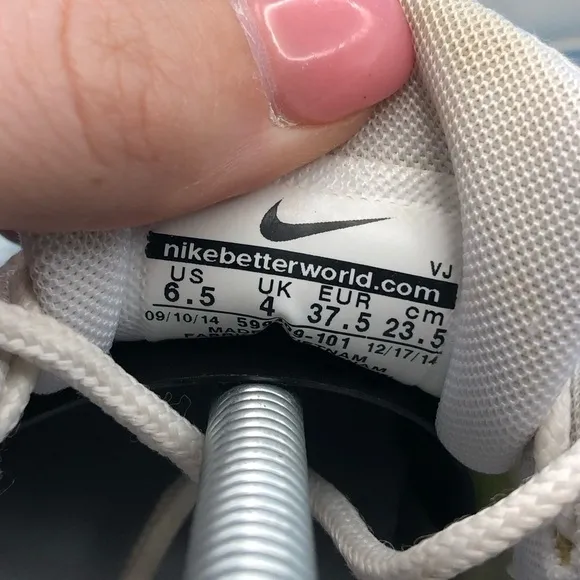 nikebetterworld.com
VJ
US UK EUR cm
6.5 4 37.5 23.5
09/10/14 -101 12/17/14